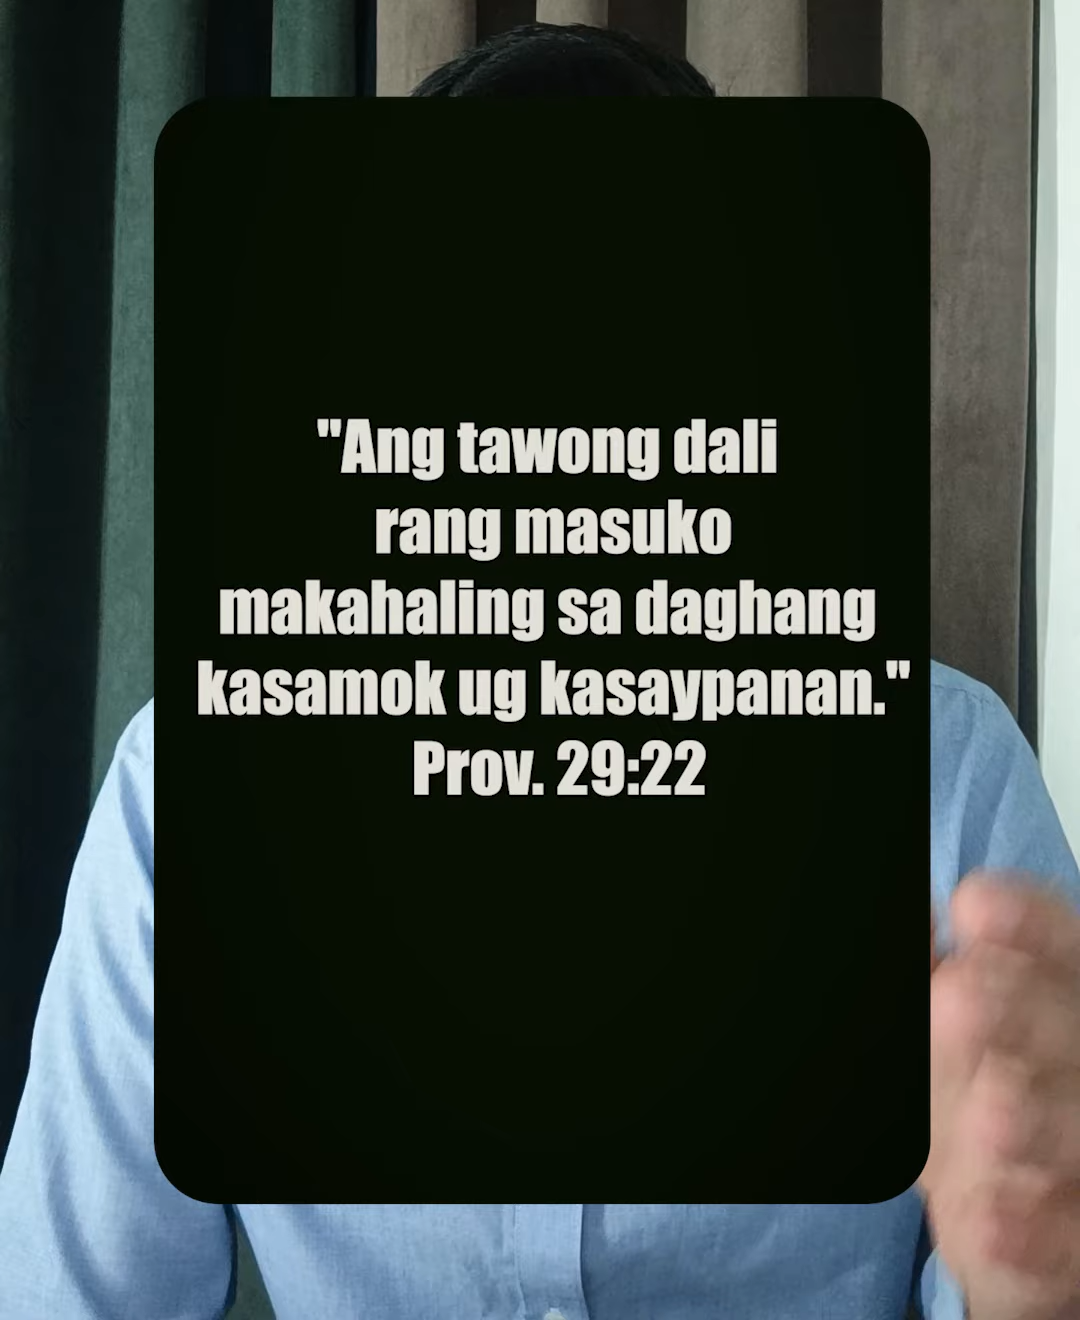 "Ang tawong dali
rang masuko
makahaling sa daghang
kasamok ug kasaypanan."
Prov. 29:22